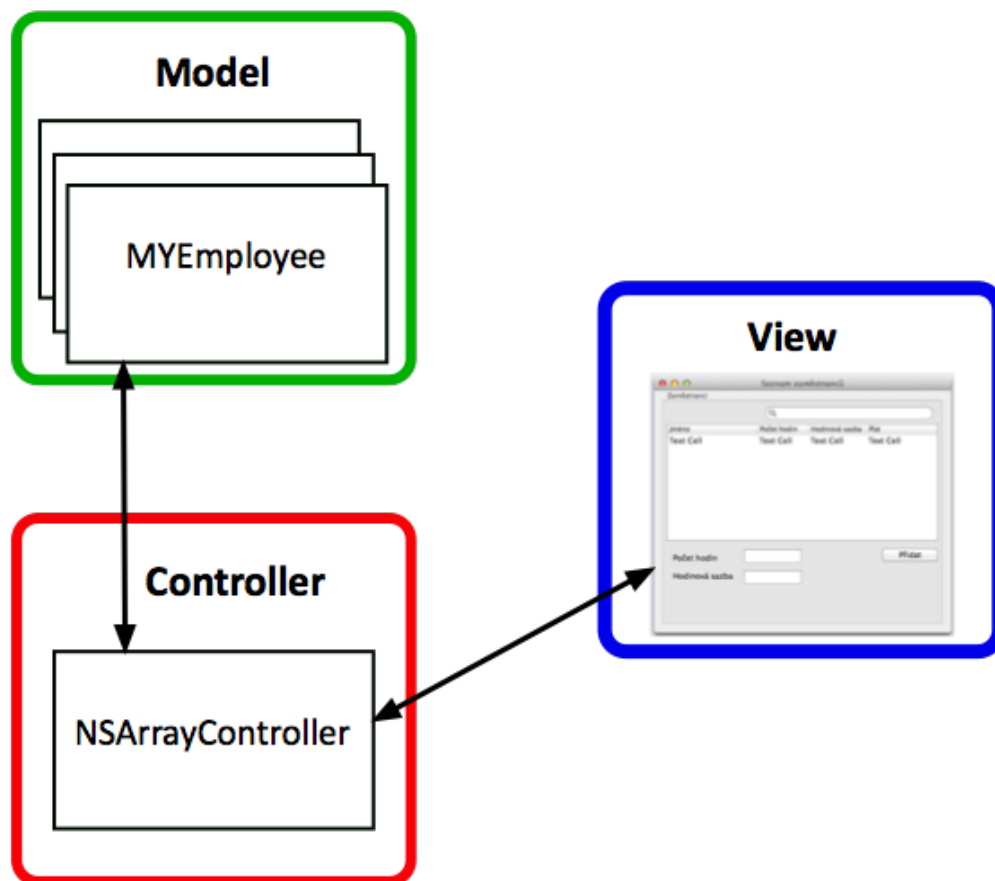 Model
MYEmployee
View
Seznam zaměstnanců
Zaměstnanci
Jméno Počet hodin Hodinová sazba Plat
Text Cell Text Cell Text Cell Text Cell
Počet hodin Přidat
Hodinová sazba
Controller
NSArrayController